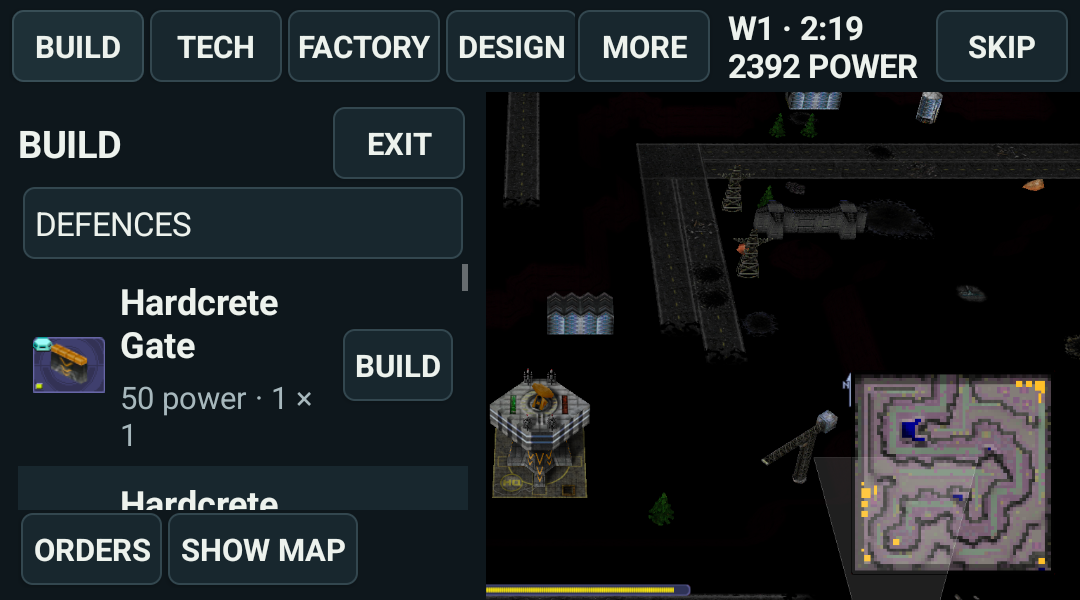 BUILD TECH FACTORY DESIGN MORE W1 · 2:19 SKIP
2392 POWER
BUILD EXIT
DEFENCES
Hardcrete
Gate
BUILD
50 power · 1 ×
1
Hardcrete
ORDERS SHOW MAP
HQ